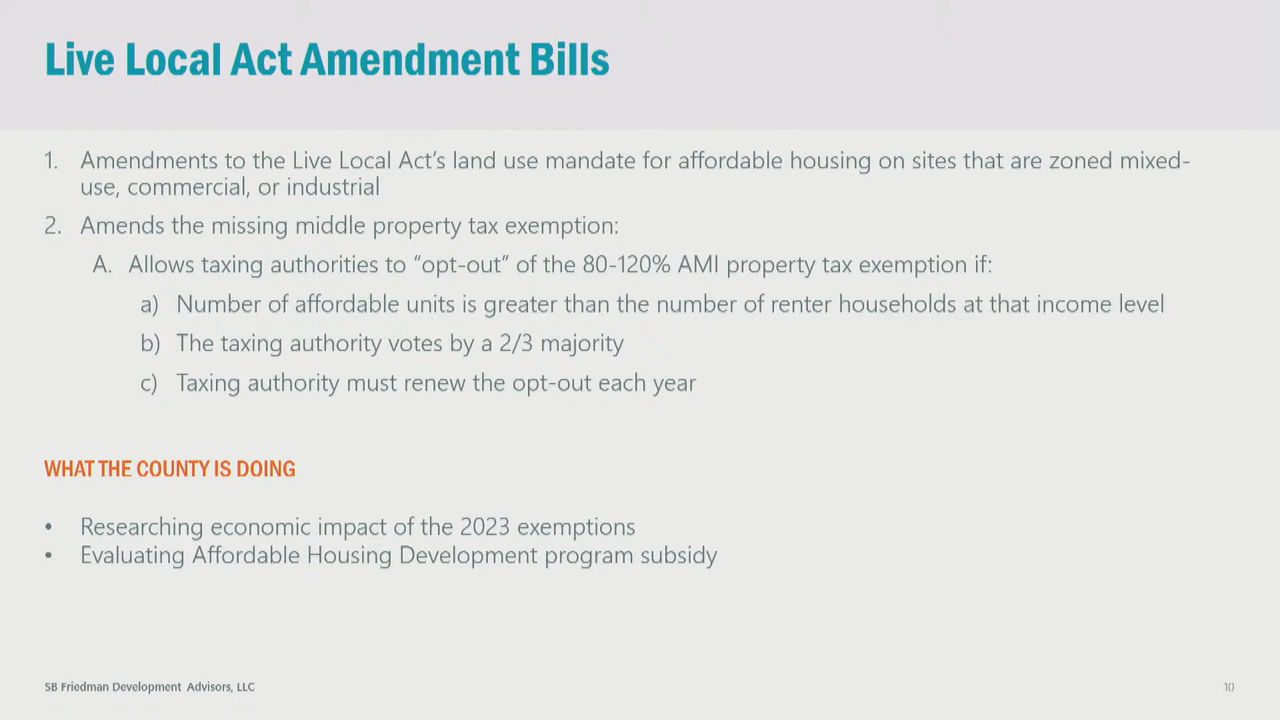 Live Local Act Amendment Bills
1. Amendments to the Live Local Act’s land use mandate for affordable housing on sites that are zoned mixed-
use, commercial, or industrial
2. Amends the missing middle property tax exemption:
A. Allows taxing authorities to “opt-out” of the 80-120% AMI property tax exemption if:
a) Number of affordable units is greater than the number of renter households at that income level
b) The taxing authority votes by a 2/3 majority
c) Taxing authority must renew the opt-out each year
WHAT THE COUNTY IS DOING
• Researching economic impact of the 2023 exemptions
• Evaluating Affordable Housing Development program subsidy
SB Friedman Development Advisors, LLC
10